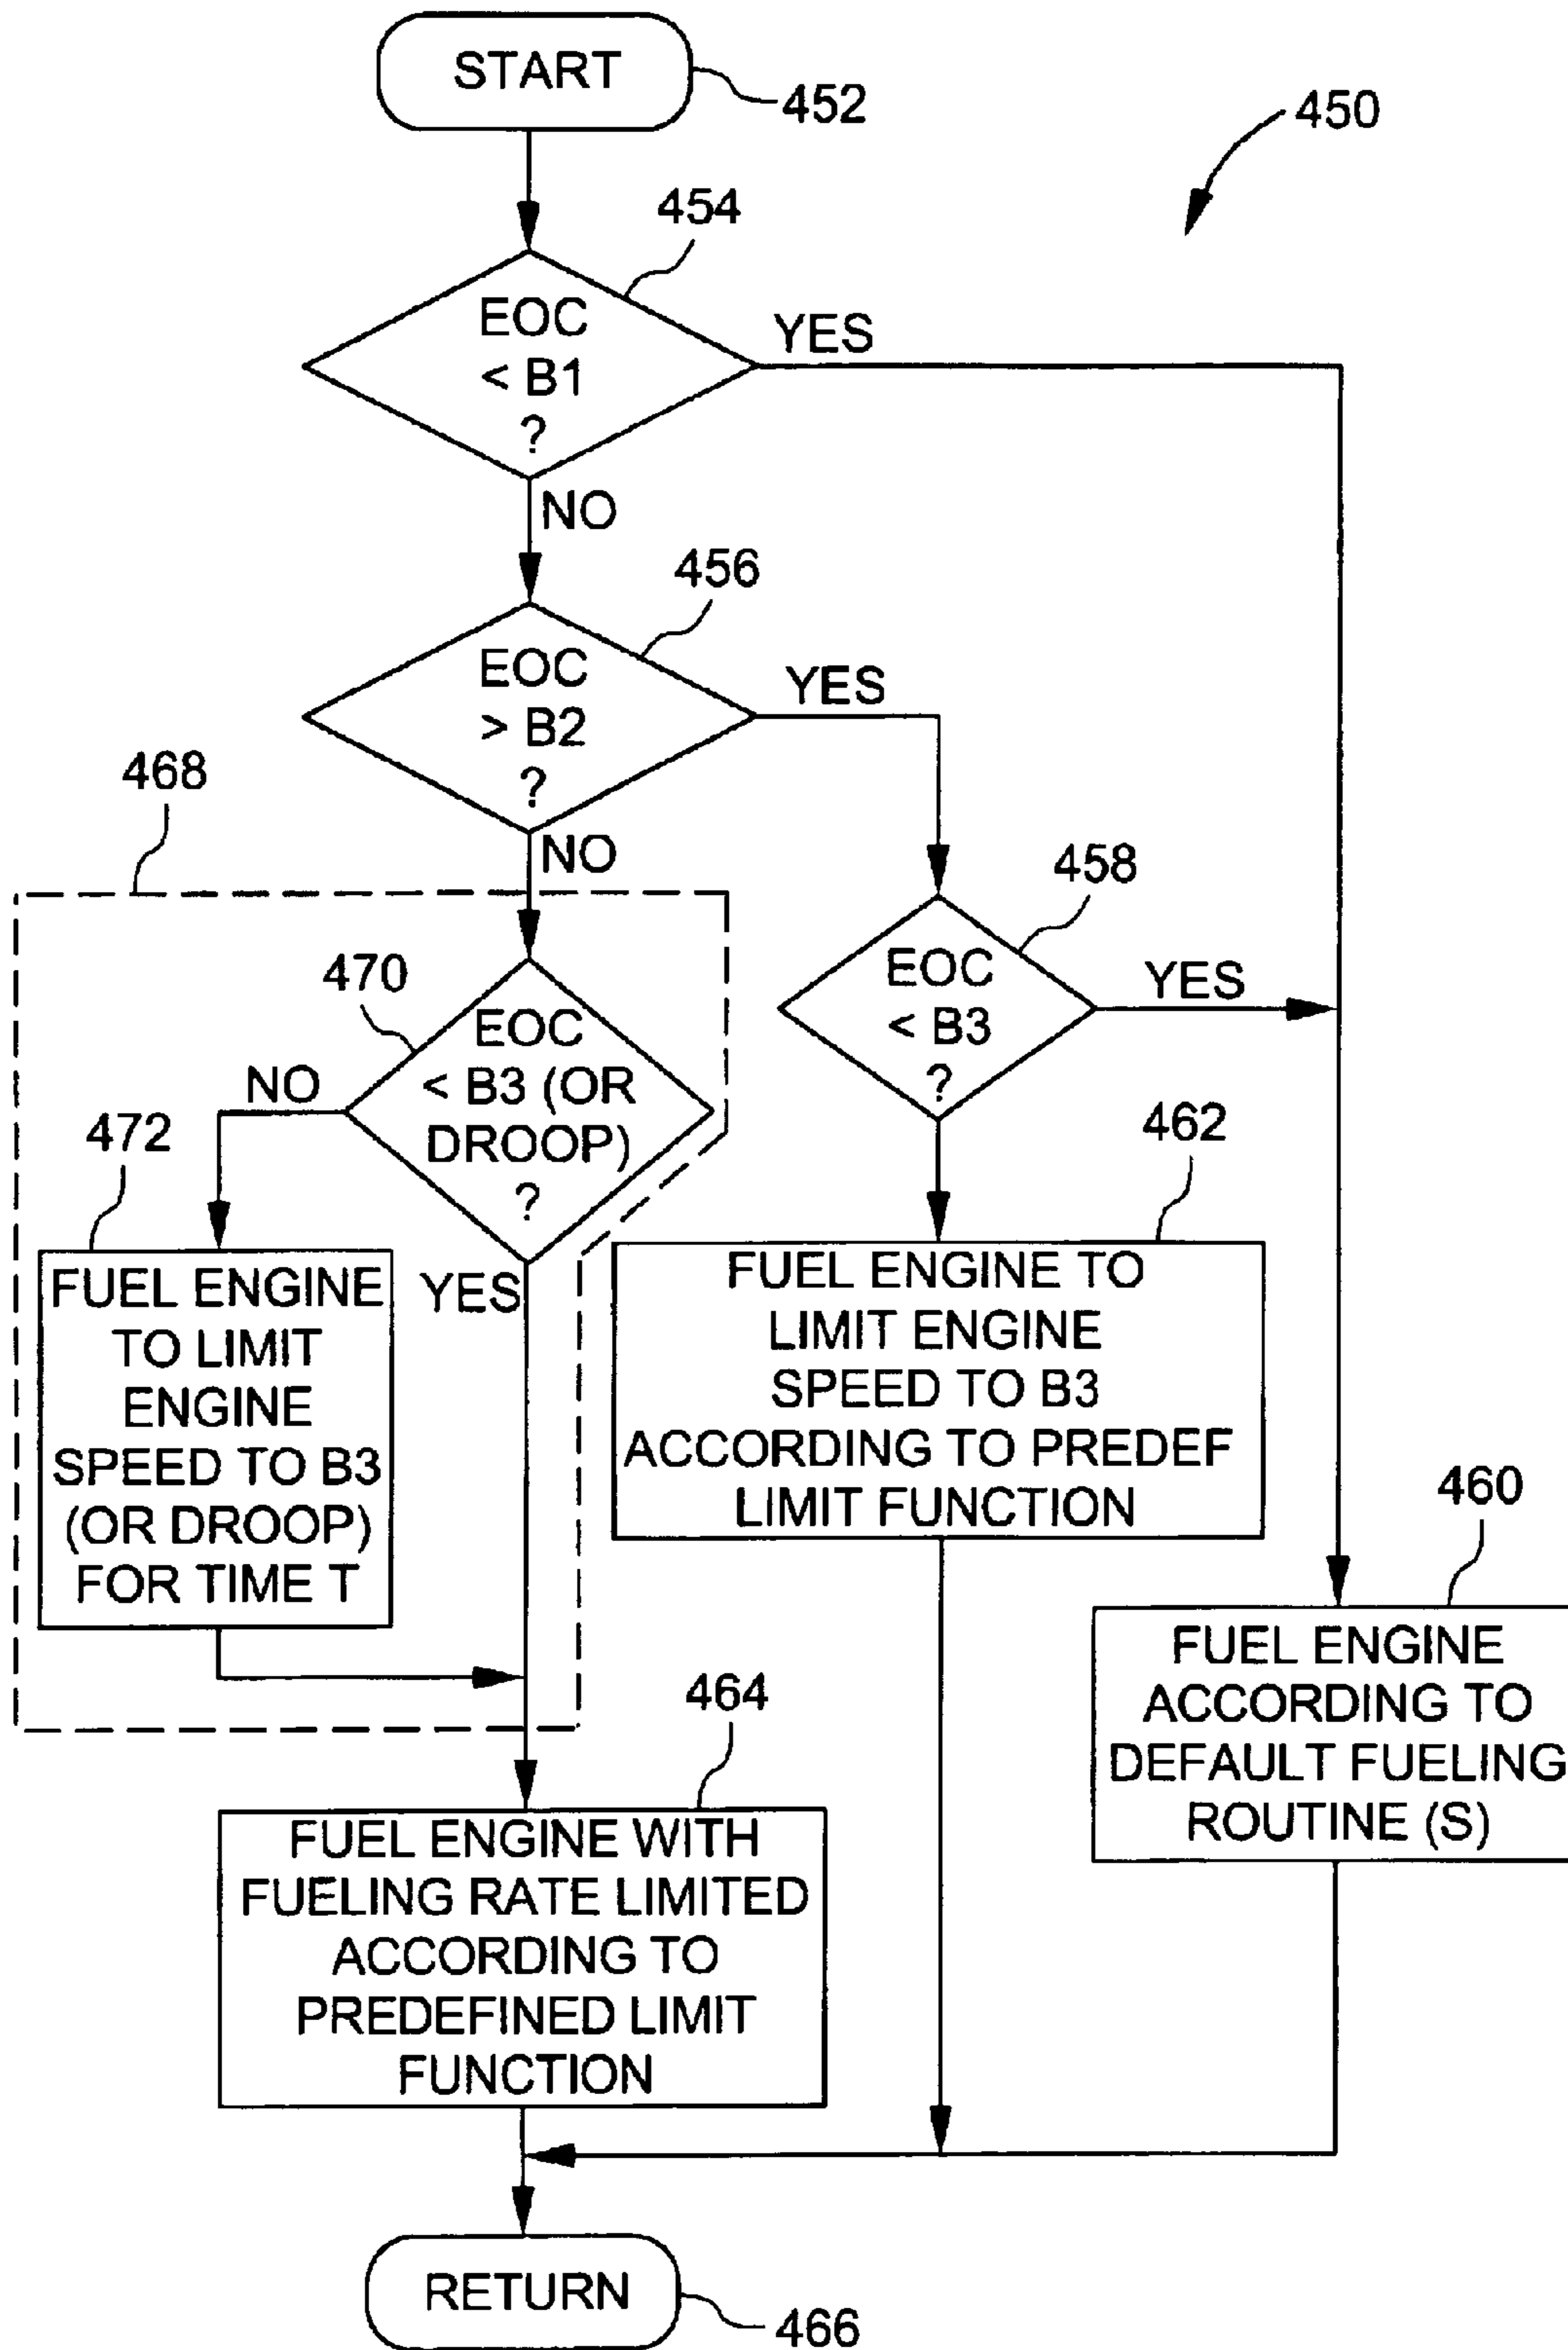 START
452
450
454
EOC
< B1
?
YES
NO
456
EOC
> B2
?
YES
468
NO
458
470
EOC
< B3
?
YES
EOC
< B3 (OR
DROOP)
?
NO
472
462
YES
FUEL ENGINE
TO LIMIT
ENGINE
SPEED TO B3
(OR DROOP)
FOR TIME T
FUEL ENGINE TO
LIMIT ENGINE
SPEED TO B3
ACCORDING TO PREDEF
LIMIT FUNCTION
460
FUEL ENGINE
ACCORDING TO
DEFAULT FUELING
ROUTINE (S)
464
FUEL ENGINE WITH
FUELING RATE LIMITED
ACCORDING TO
PREDEFINED LIMIT
FUNCTION
RETURN
466